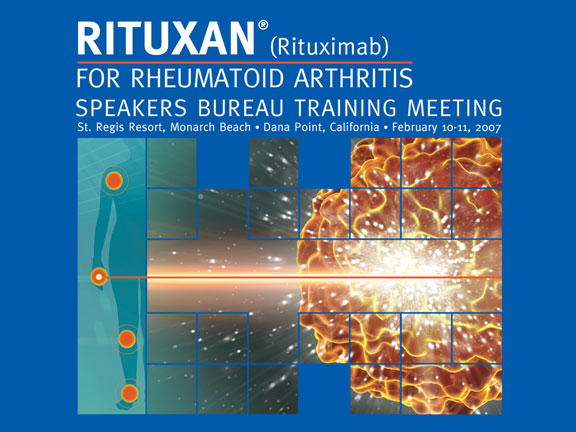 RITUXAN® (Rituximab)
FOR RHEUMATOID ARTHRITIS
SPEAKERS BUREAU TRAINING MEETING
St. Regis Resort, Monarch Beach • Dana Point, California • February 10-11, 2007